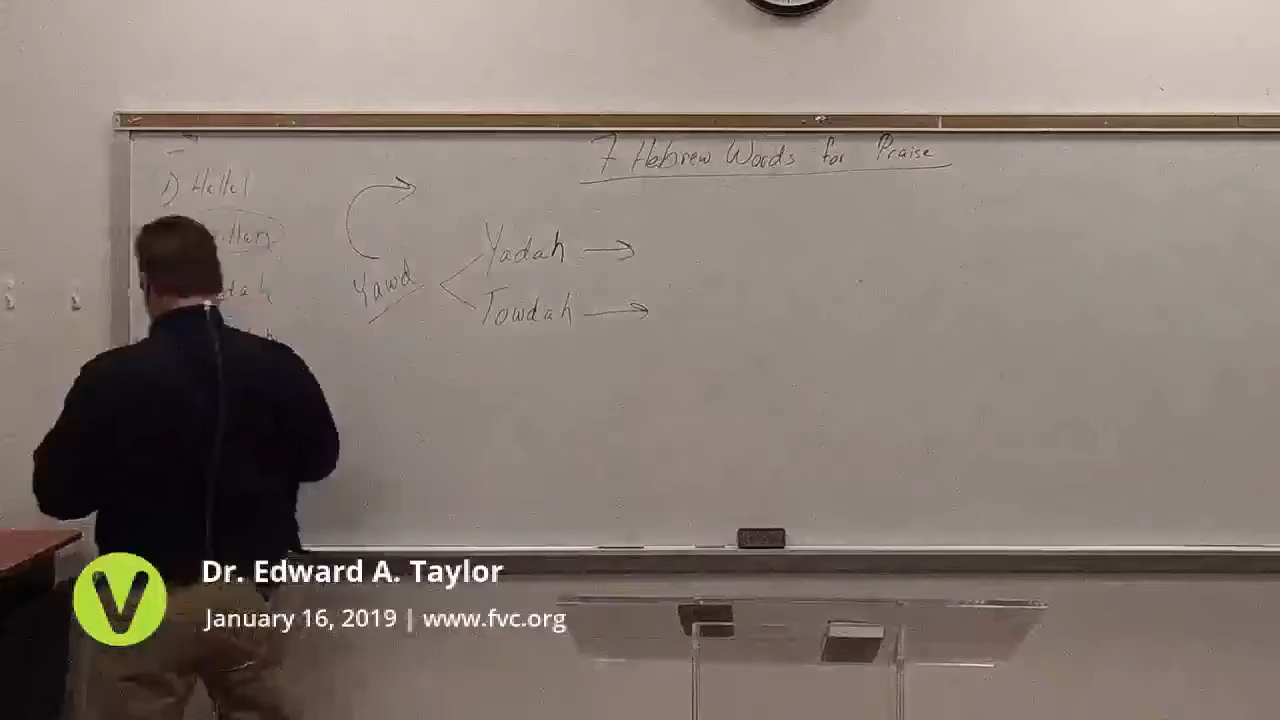 7 Hebrew Words for Praise
1) Hallel
Yawd
Yadah →
Towdah →
V
Dr. Edward A. Taylor
January 16, 2019 | www.fvc.org